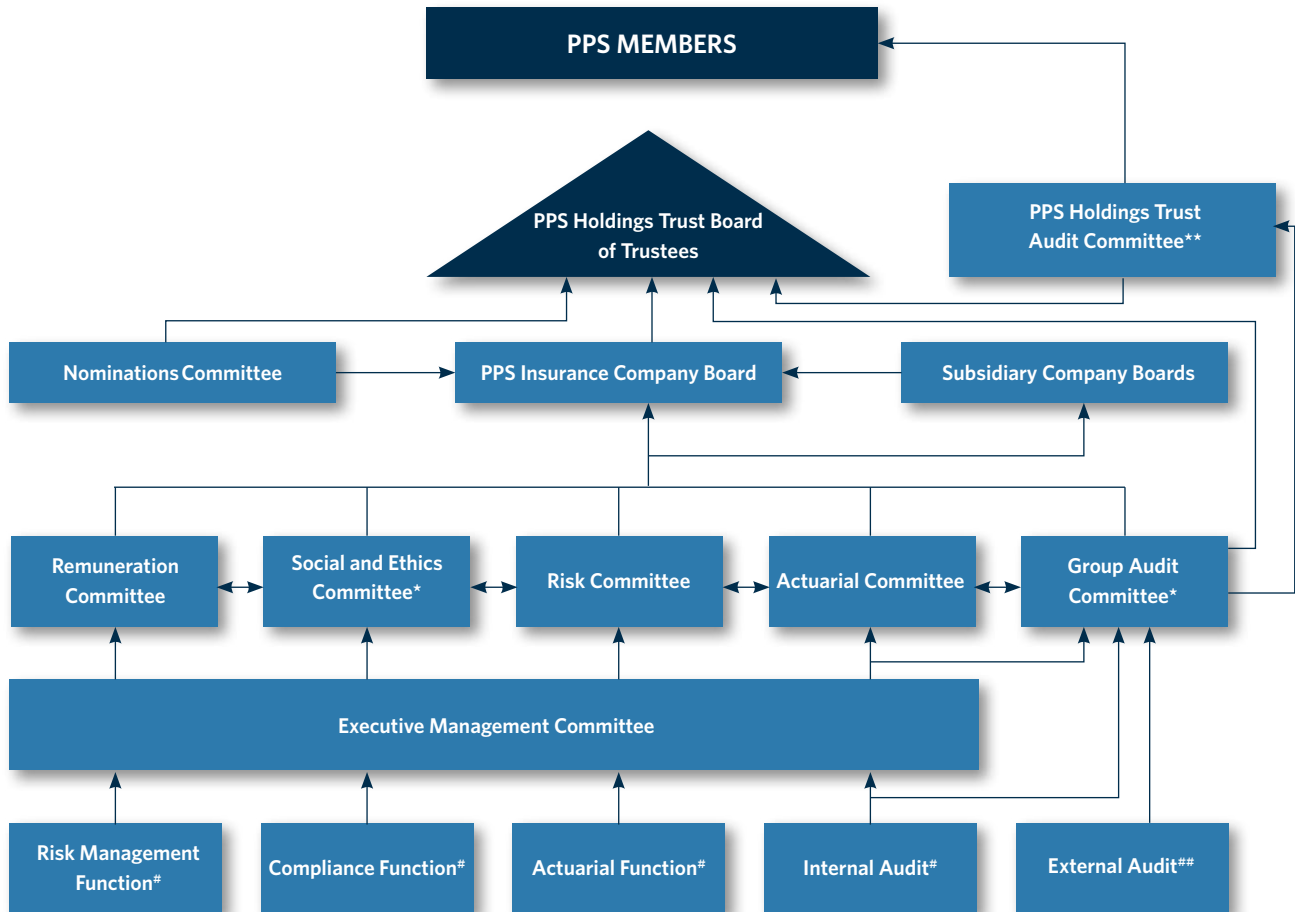 PPS MEMBERS
PPS Holdings Trust Board
of Trustees
PPS Holdings Trust
Audit Committee**
Nominations Committee
PPS Insurance Company Board
Subsidiary Company Boards
Remuneration
Committee
Social and Ethics
Committee*
Risk Committee
Actuarial Committee
Group Audit
Committee*
Executive Management Committee
Risk Management
Function#
Compliance Function#
Actuarial Function#
Internal Audit#
External Audit##